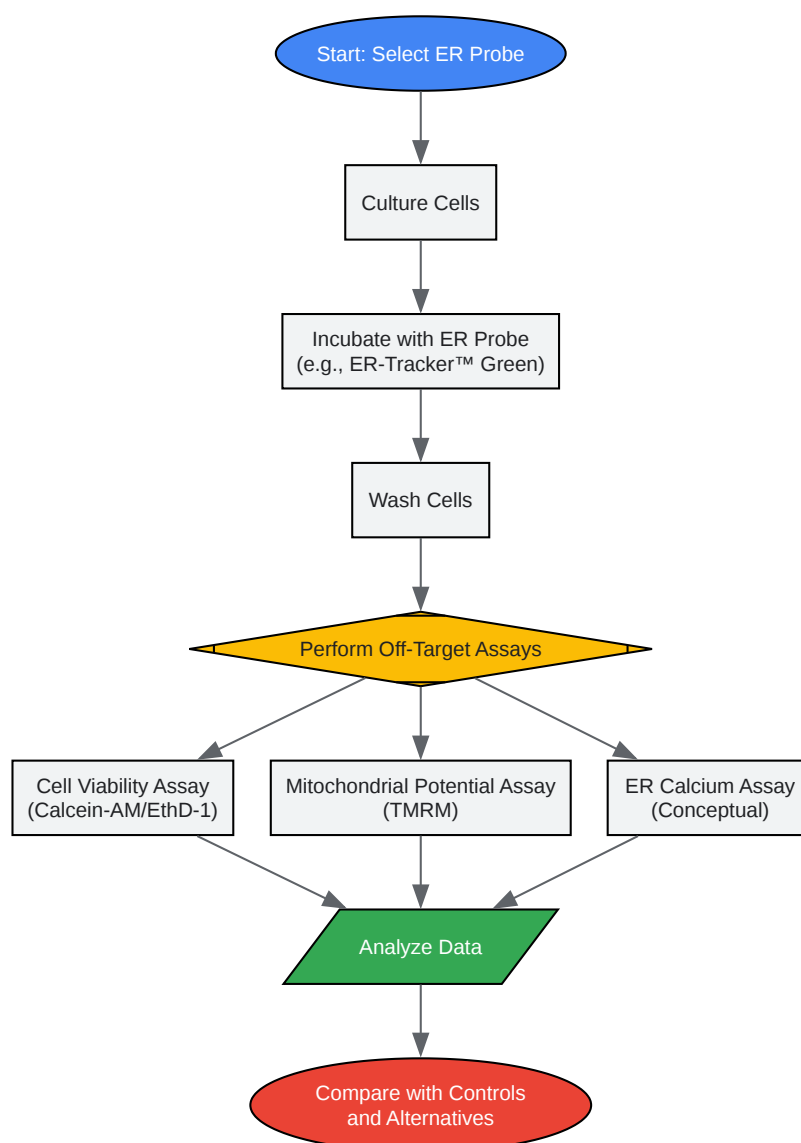 Start: Select ER Probe
Culture Cells
Incubate with ER Probe
(e.g., ER-Tracker™ Green)
Wash Cells
Perform Off-Target Assays
Cell Viability Assay
(Calcein-AM/EthD-1)
Mitochondrial Potential Assay
(TMRM)
ER Calcium Assay
(Conceptual)
Analyze Data
Compare with Controls
and Alternatives